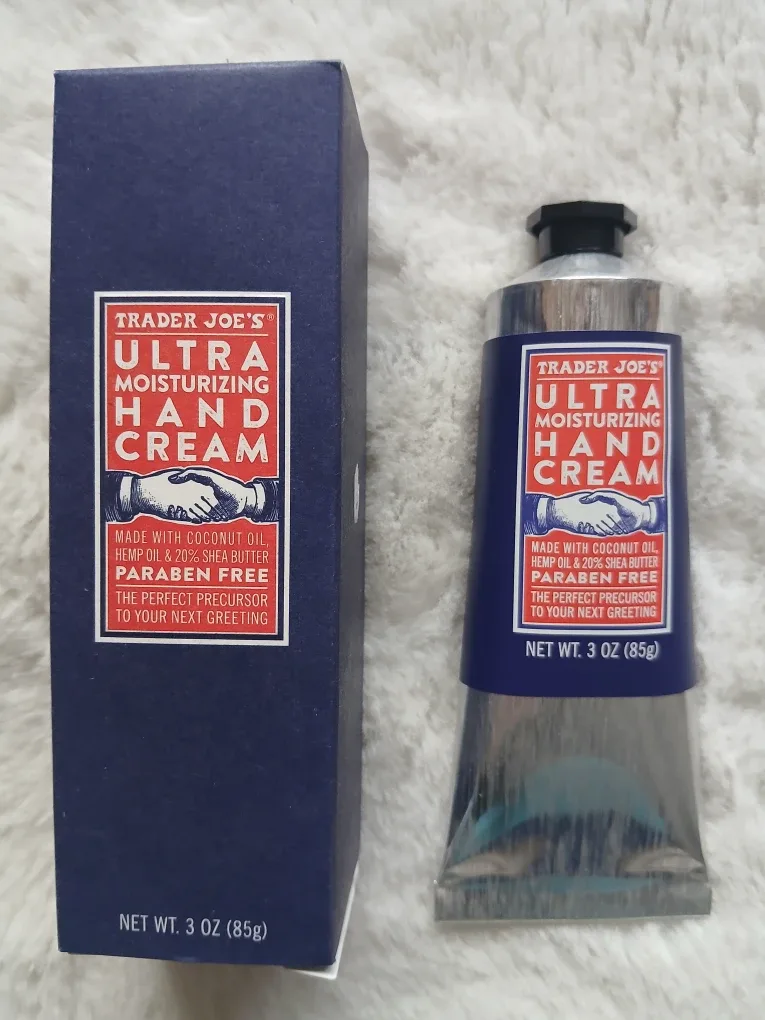 TRADER JOE'S®
ULTRA
MOISTURIZING
HAND
CREAM
MADE WITH COCONUT OIL,
HEMP OIL & 20% SHEA BUTTER
PARABEN FREE
THE PERFECT PRECURSOR
TO YOUR NEXT GREETING
NET WT. 3 OZ (85g)
TRADER JOE'S®
ULTRA
MOISTURIZING
HAND
CREAM
MADE WITH COCONUT OIL,
HEMP OIL & 20% SHEA BUTTER
PARABEN FREE
THE PERFECT PRECURSOR
TO YOUR NEXT GREETING
NET WT. 3 OZ (85g)